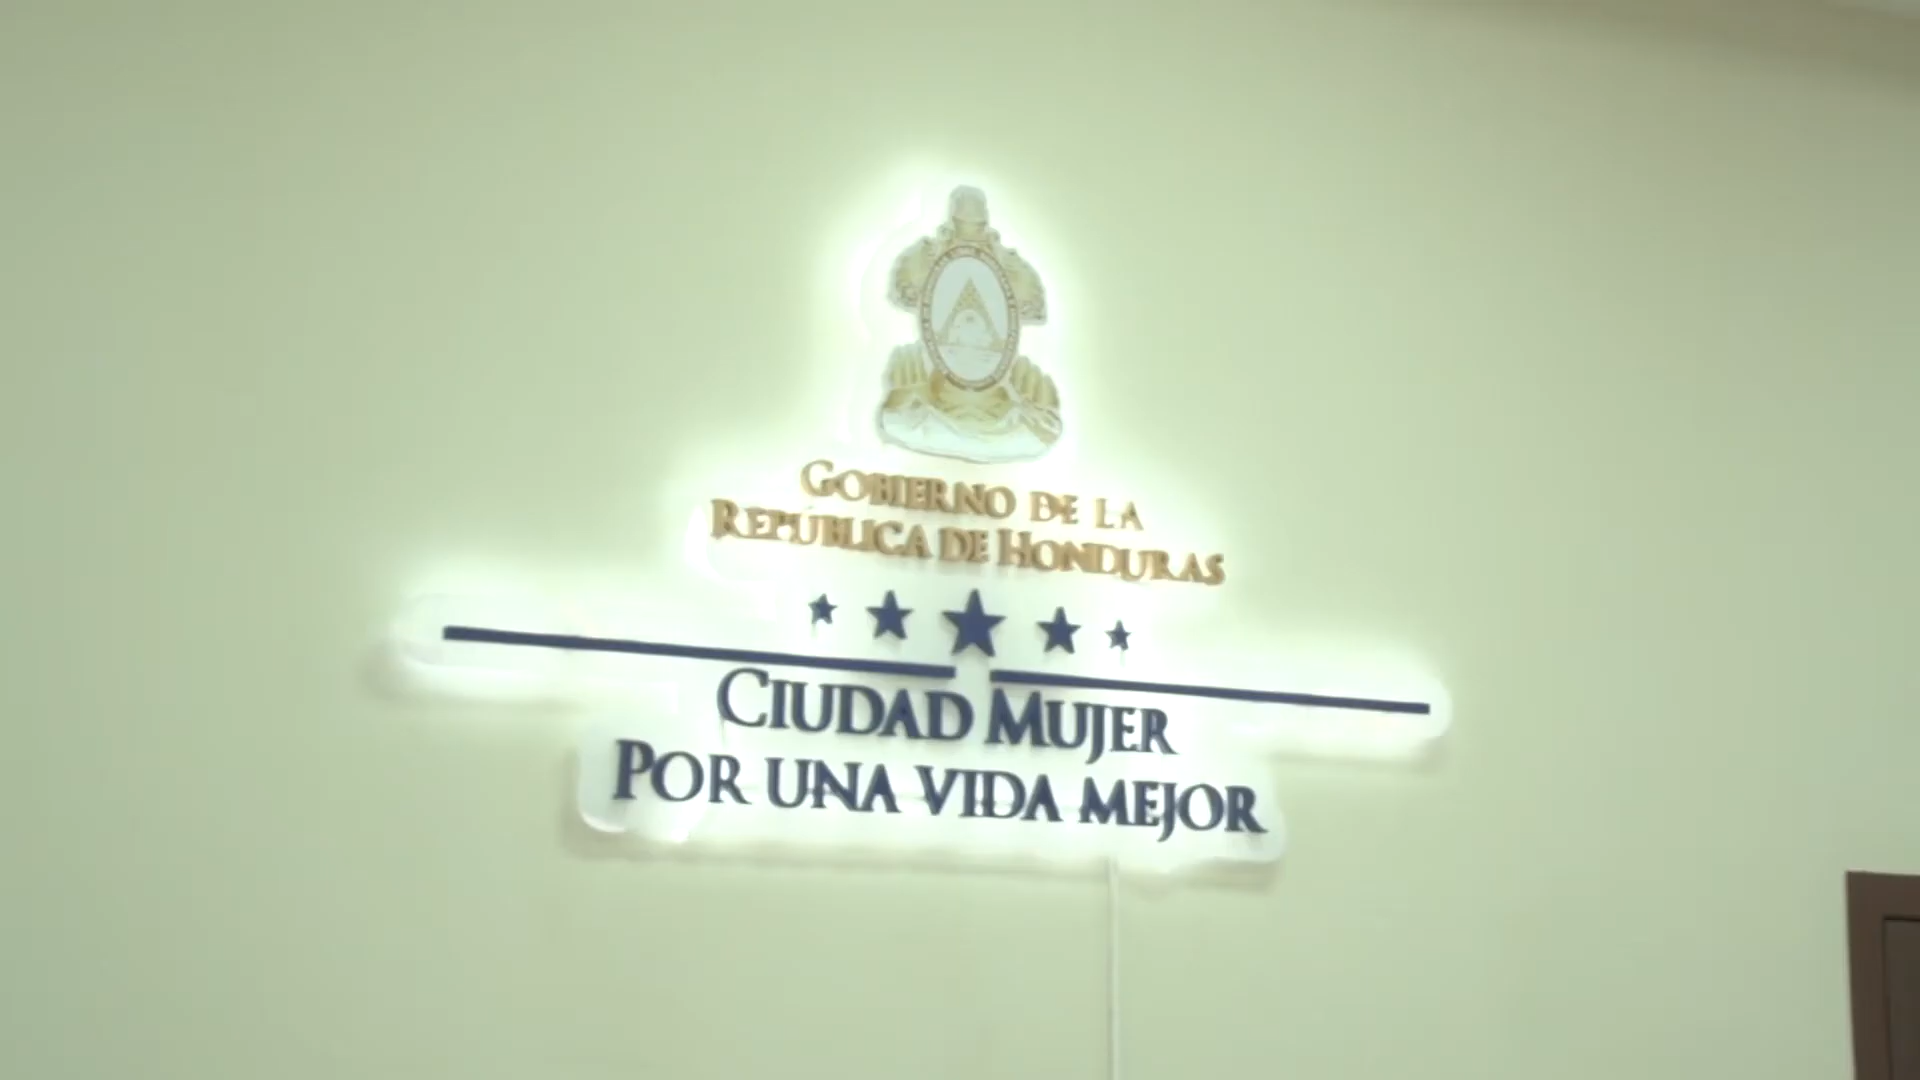 GOBIERNO DE LA
REPÚBLICA DE HONDURAS
CIUDAD MUJER
POR UNA VIDA MEJOR